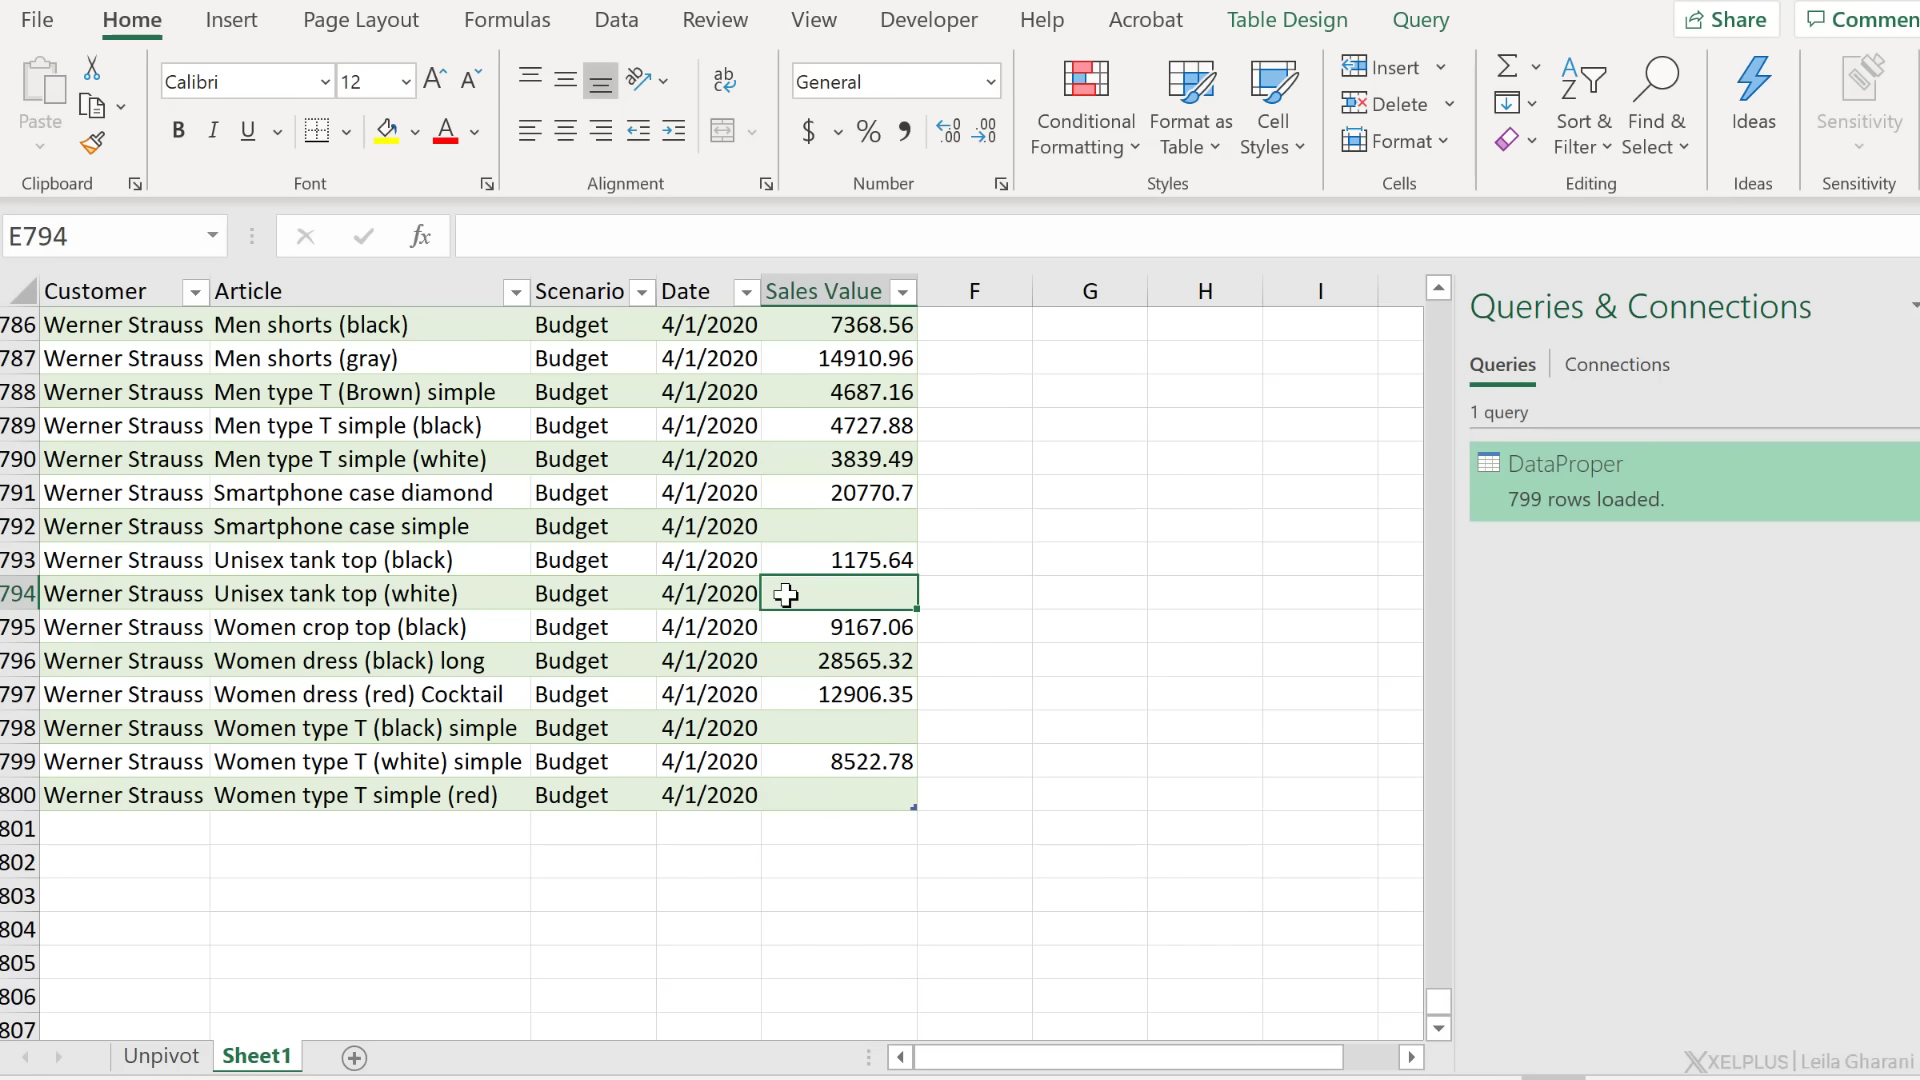 File Home Insert Page Layout Formulas Data Review View Developer Help Acrobat Table Design Query Share Commen
Paste Calibri 12 General Conditional Formatting Format as Table Cell Styles Insert Delete Format Sort & Filter Find & Select Ideas Sensitivity
Clipboard Font Alignment Number Styles Cells Editing Ideas Sensitivity
E794 fx
Customer Article Scenario Date Sales Value F G H I
786 Werner Strauss Men shorts (black) Budget 4/1/2020 7368.56
787 Werner Strauss Men shorts (gray) Budget 4/1/2020 14910.96
788 Werner Strauss Men type T (Brown) simple Budget 4/1/2020 4687.16
789 Werner Strauss Men type T simple (black) Budget 4/1/2020 4727.88
790 Werner Strauss Men type T simple (white) Budget 4/1/2020 3839.49
791 Werner Strauss Smartphone case diamond Budget 4/1/2020 20770.7
792 Werner Strauss Smartphone case simple Budget 4/1/2020
793 Werner Strauss Unisex tank top (black) Budget 4/1/2020 1175.64
794 Werner Strauss Unisex tank top (white) Budget 4/1/2020
795 Werner Strauss Women crop top (black) Budget 4/1/2020 9167.06
796 Werner Strauss Women dress (black) long Budget 4/1/2020 28565.32
797 Werner Strauss Women dress (red) Cocktail Budget 4/1/2020 12906.35
798 Werner Strauss Women type T (black) simple Budget 4/1/2020
799 Werner Strauss Women type T (white) simple Budget 4/1/2020 8522.78
800 Werner Strauss Women type T simple (red) Budget 4/1/2020
801
802
803
804
805
806
807
Unpivot Sheet1
Queries & Connections
Queries Connections
1 query
DataProper
799 rows loaded.
XELPLUS | Leila Gharani